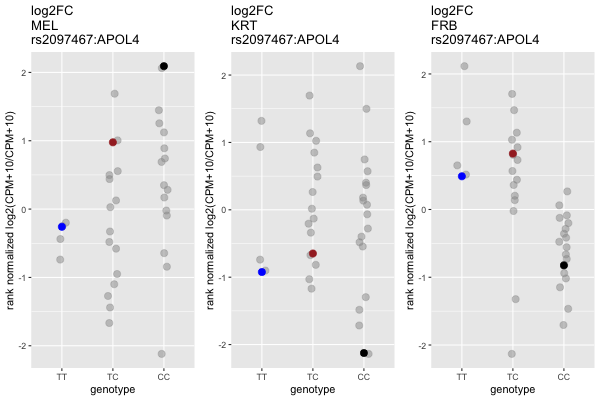 log2FC
MEL
rs2097467:APOL4
rank normalized log2(CPM+10/CPM+10)
2
1
0
-1
-2
TT TC CC
genotype
log2FC
KRT
rs2097467:APOL4
rank normalized log2(CPM+10/CPM+10)
2
1
0
-1
-2
TT TC CC
genotype
log2FC
FRB
rs2097467:APOL4
rank normalized log2(CPM+10/CPM+10)
2
1
0
-1
-2
TT TC CC
genotype